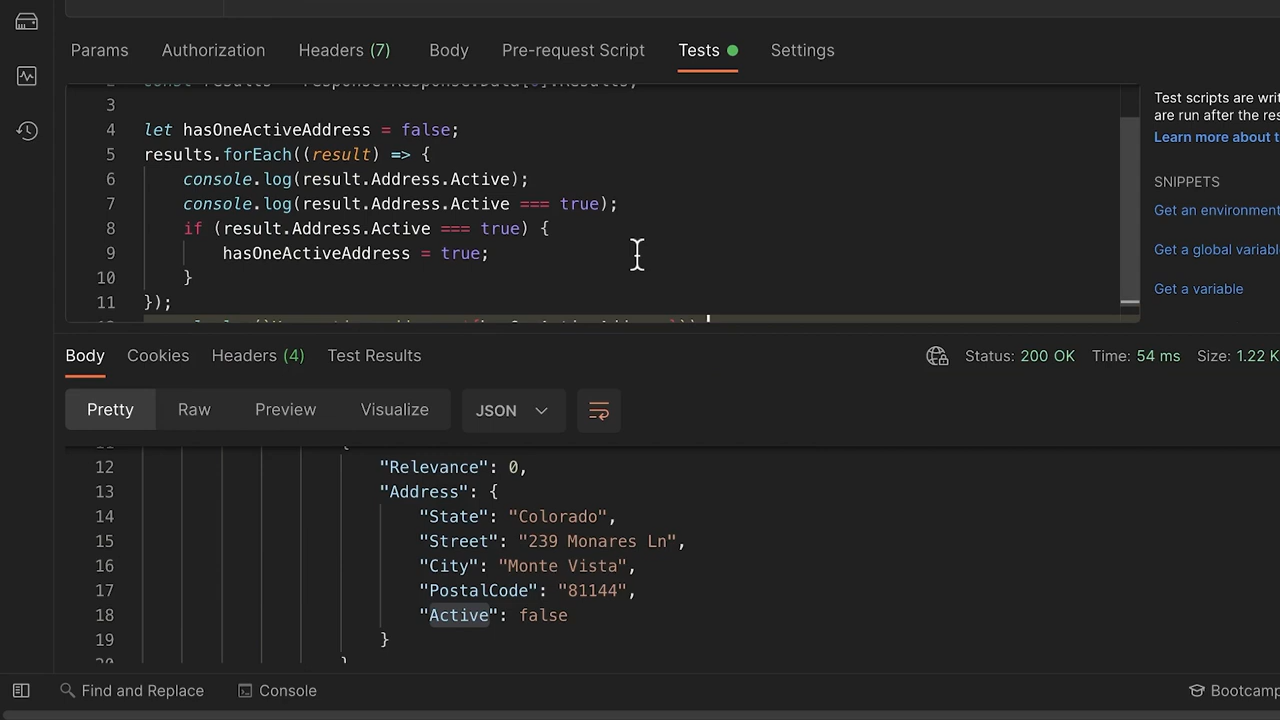 Params Authorization Headers (7) Body Pre-request Script Tests Settings
3
4 let hasOneActiveAddress = false;
5 results.forEach((result) => {
6 console.log(result.Address.Active);
7 console.log(result.Address.Active === true);
8 if (result.Address.Active === true) {
9 hasOneActiveAddress = true;
10 }
11 });
Test scripts are writ
are run after the res
Learn more about t
SNIPPETS
Get an environment
Get a global variabl
Get a variable
Body Cookies Headers (4) Test Results Status: 200 OK Time: 54 ms Size: 1.22 K
Pretty Raw Preview Visualize JSON
12 "Relevance": 0,
13 "Address": {
14 "State": "Colorado",
15 "Street": "239 Monares Ln",
16 "City": "Monte Vista",
17 "PostalCode": "81144",
18 "Active": false
19 }
Find and Replace Console Bootcamp